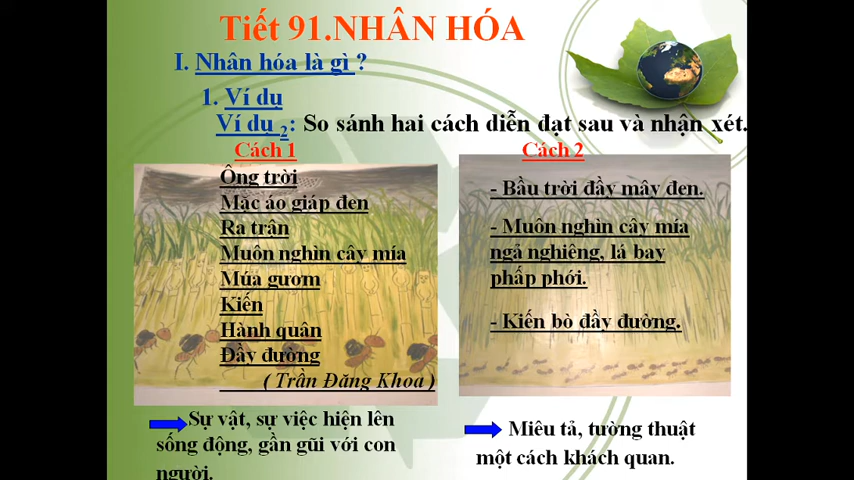 Tiết 91.NHÂN HÓA
I. Nhân hóa là gì ?
1. Ví dụ
Ví dụ 2: So sánh hai cách diễn đạt sau và nhận xét.
Cách 1
Ông trời
Mặc áo giáp đen
Ra trận
Muôn nghìn cây mía
Múa gươm
Kiến
Hành quân
Đầy đường
( Trần Đăng Khoa )
Sự vật, sự việc hiện lên
sống động, gần gũi với con
người.
Cách 2
- Bầu trời đầy mây đen.
- Muôn nghìn cây mía
ngả nghiêng, lá bay
phấp phới.
- Kiến bò đầy đường.
Miêu tả, tường thuật
một cách khách quan.